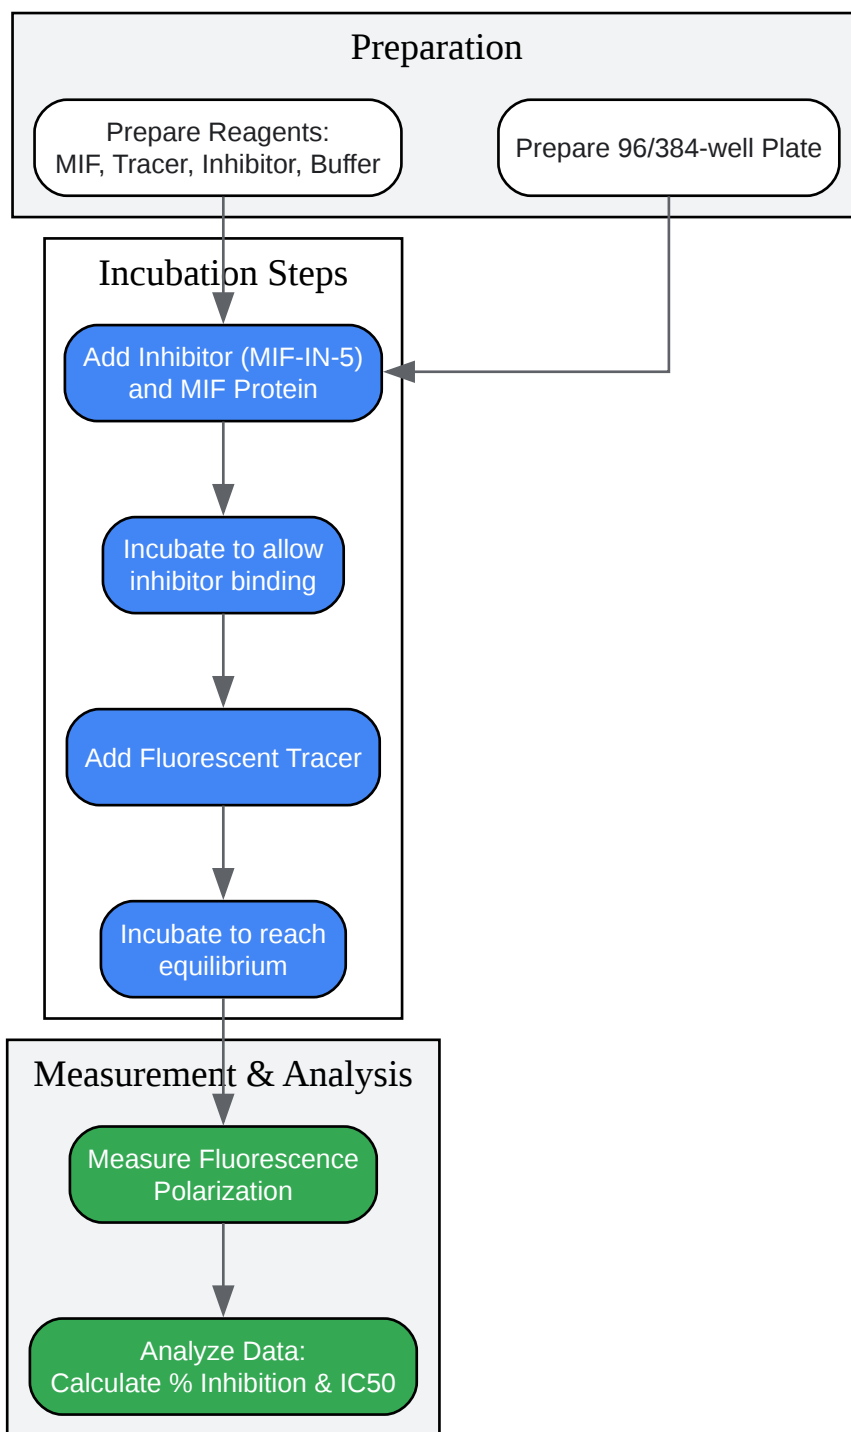 Preparation
Prepare Reagents:
MIF, Tracer, Inhibitor, Buffer
Prepare 96/384-well Plate
Incubation Steps
Add Inhibitor (MIF-IN-5)
and MIF Protein
Incubate to allow
inhibitor binding
Add Fluorescent Tracer
Incubate to reach
equilibrium
Measurement & Analysis
Measure Fluorescence
Polarization
Analyze Data:
Calculate % Inhibition & IC50